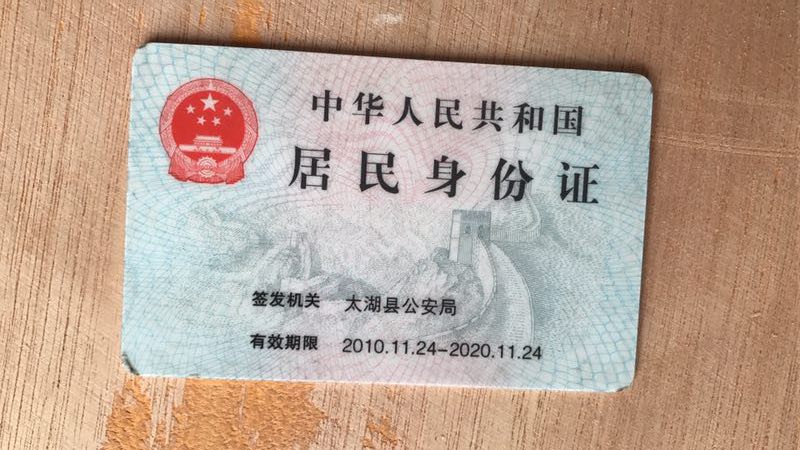 中华人民共和国
居民身份证
签发机关 太湖县公安局
有效期限 2010.11.24-2020.11.24